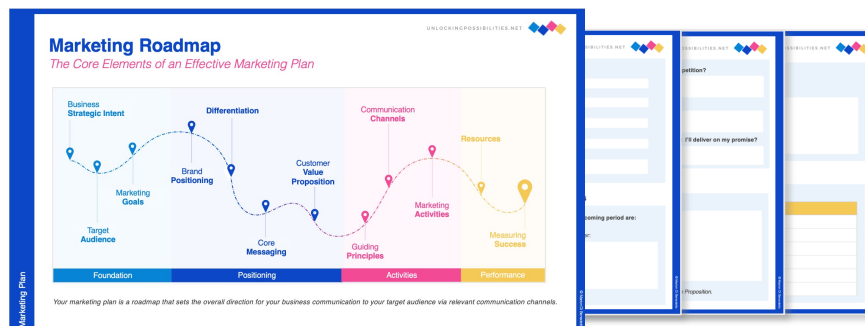 UNLOCKINGPOSSIBILITIES.NET
Marketing Roadmap
The Core Elements of an Effective Marketing Plan
Business
Strategic Intent
Target
Audience
Marketing
Goals
Brand
Positioning
Differentiation
Core
Messaging
Customer
Value
Proposition
Guiding
Principles
Communication
Channels
Marketing
Activities
Resources
Measuring
Success
Foundation
Positioning
Activities
Performance
Your marketing plan is a roadmap that sets the overall direction for your business communication to your target audience via relevant communication channels.
Marketing Plan
SIBILITIES.NET
coming period are:
SSIBILITIES.NET
petition?
I'll deliver on my promise?
Proposition.
SSIBILITIES.NET